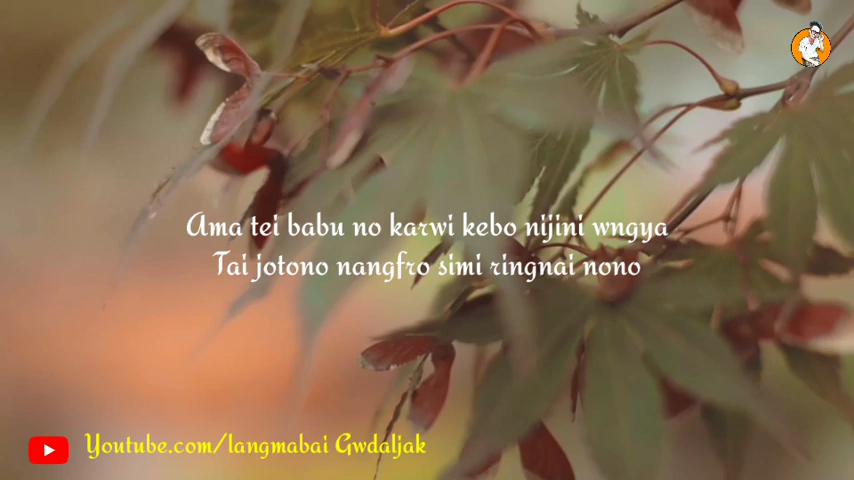 Ama tei babu no karwi kebo nijini wngya
Tai jotono nangfro simi ringnai nono
Youtube.com/langmabai Gwdaljak